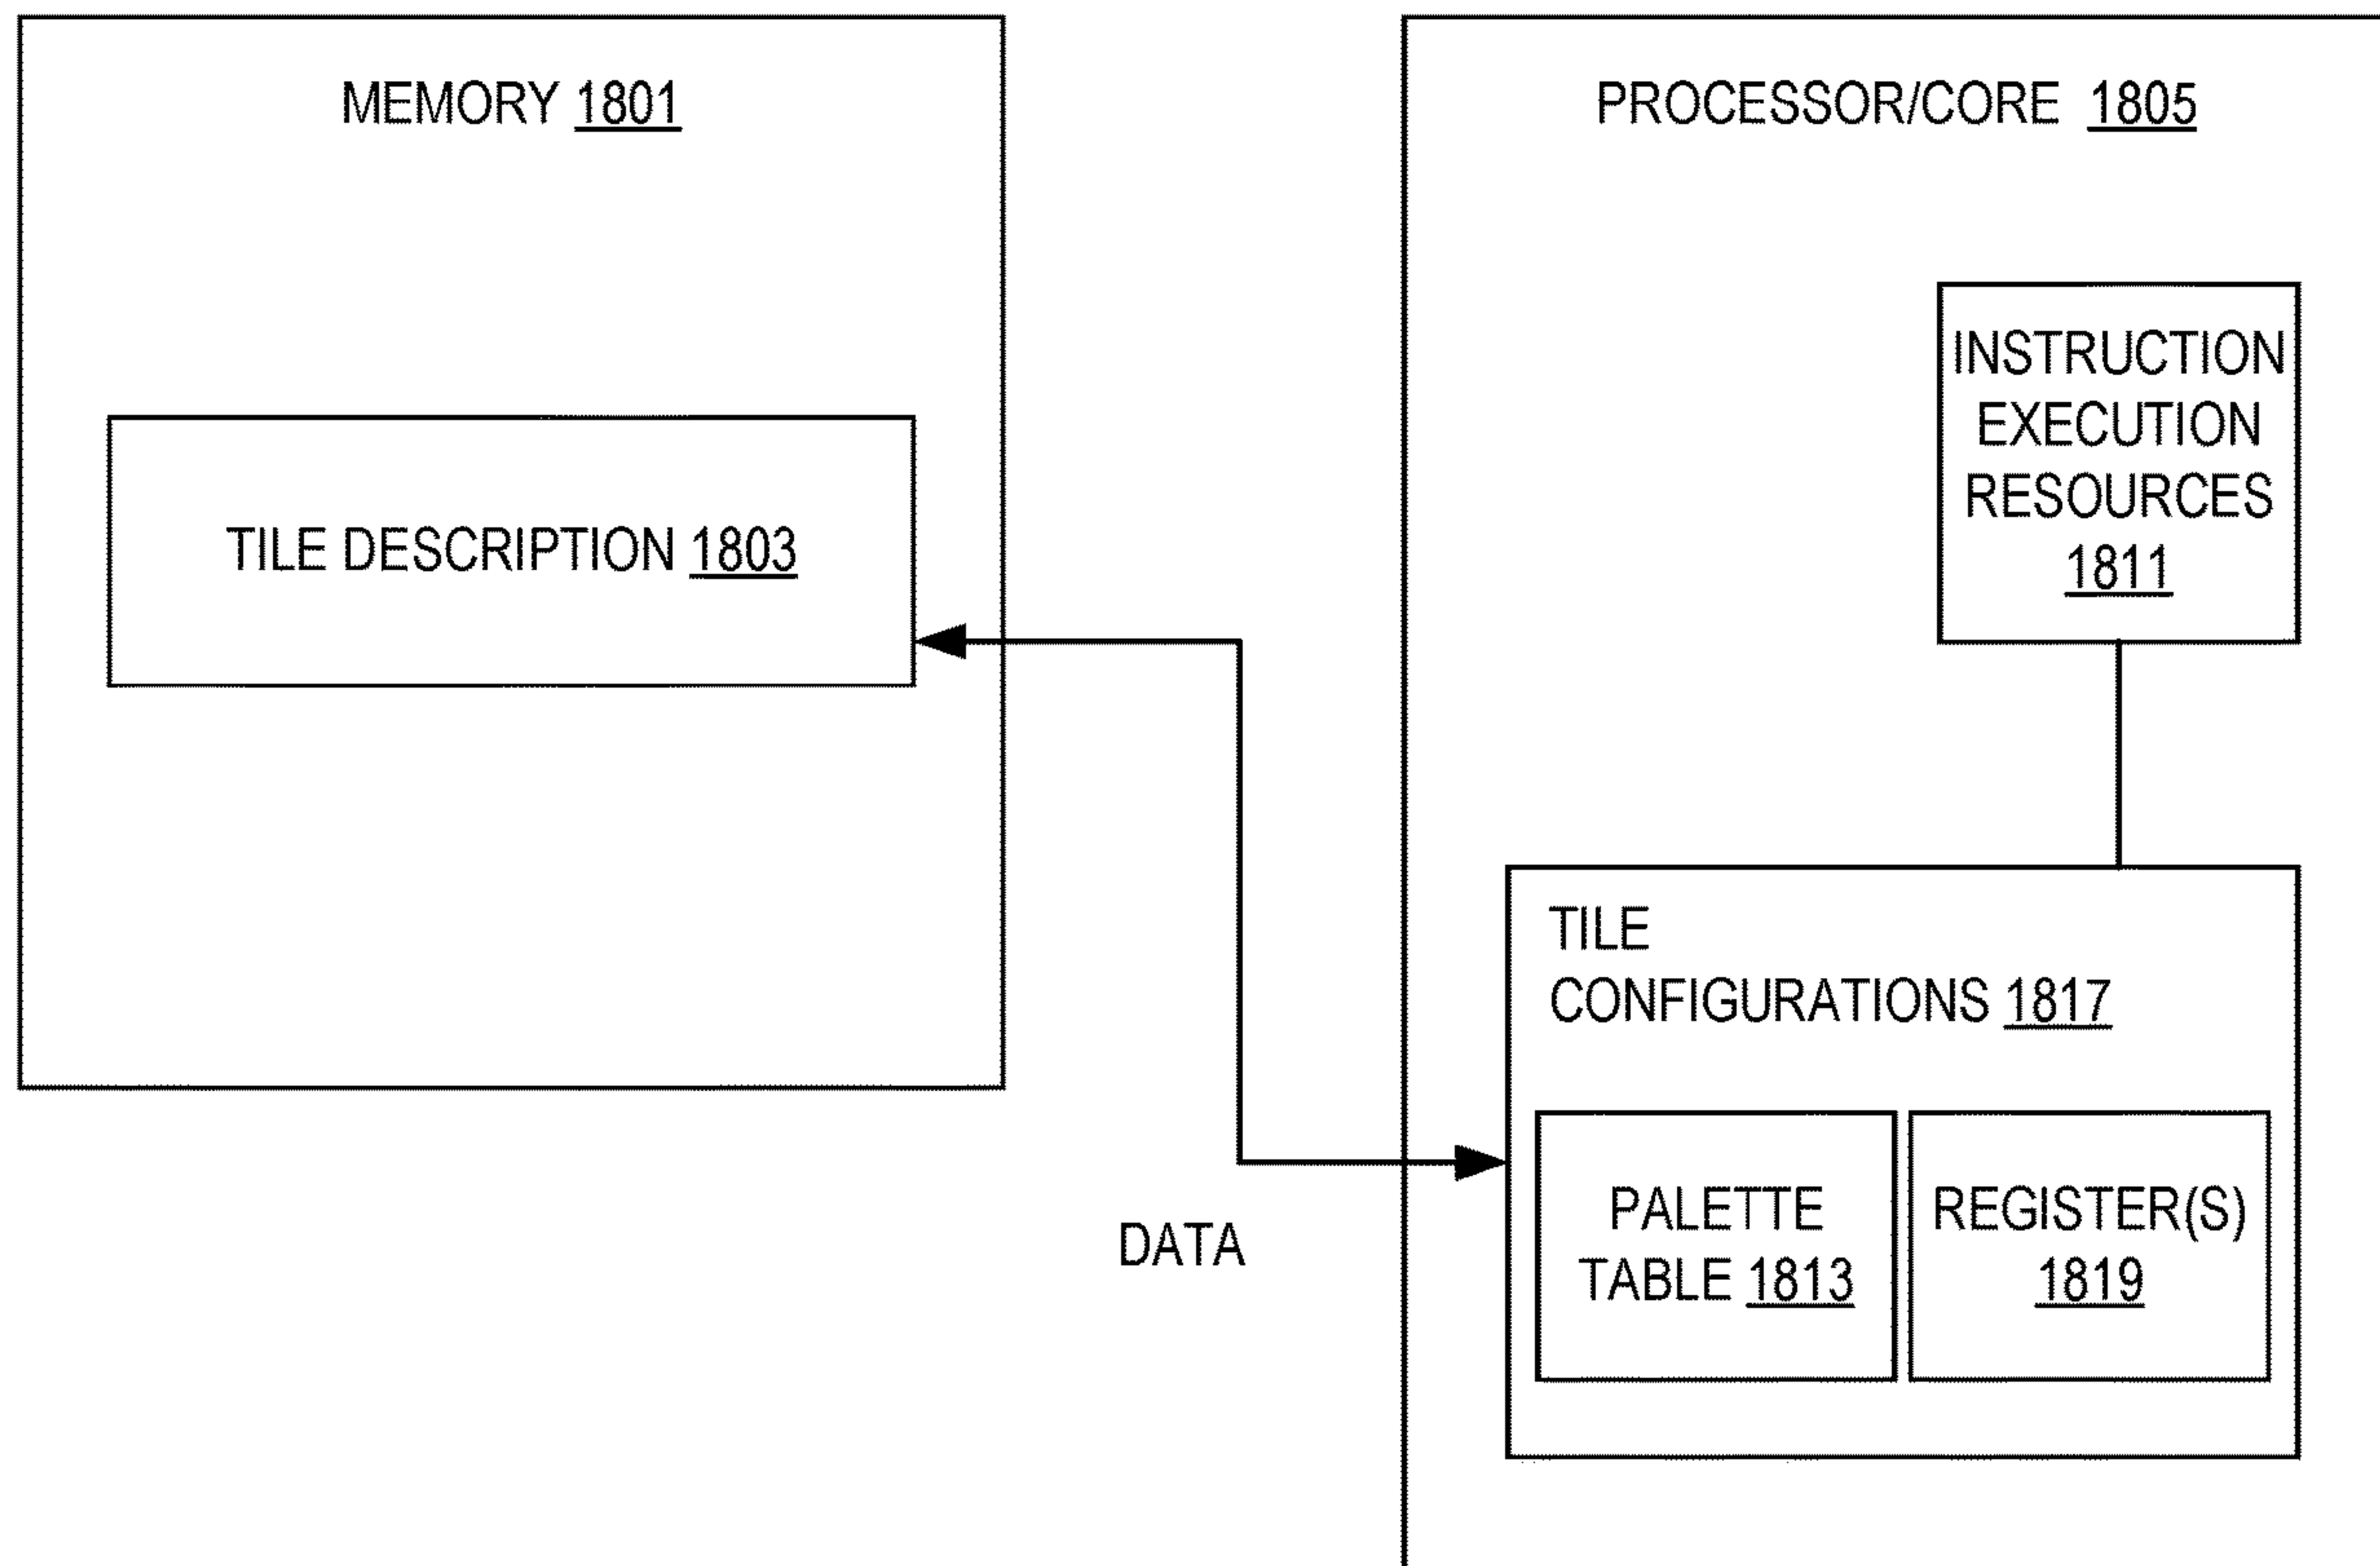 MEMORY 1801
TILE DESCRIPTION 1803
DATA
PROCESSOR/CORE 1805
INSTRUCTION
EXECUTION
RESOURCES
1811
TILE
CONFIGURATIONS 1817
PALETTE
TABLE 1813
REGISTER(S)
1819